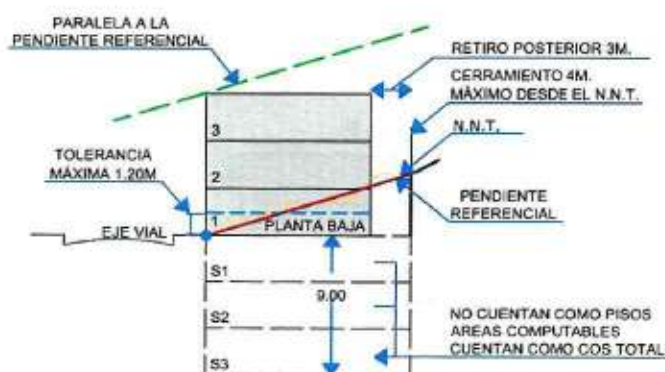 PARALELA A LA
PENDIENTE REFERENCIAL
RETIRO POSTERIOR 3M.
CERRAMIENTO 4M.
MÁXIMO DESDE EL N.N.T.
3
N.N.T.
TOLERANCIA
MÁXIMA 1.20M
2
PENDIENTE
REFERENCIAL
1
EJE VIAL
PLANTA BAJA
S1
9.00
S2
NO CUENTAN COMO PISOS
AREAS COMPUTABLES
CUENTAN COMO COS TOTAL
S3